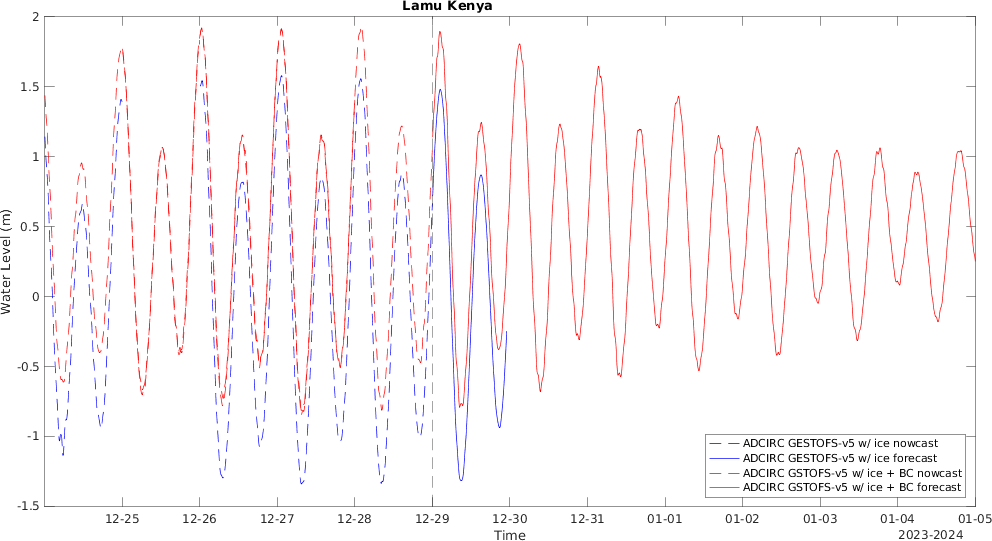 Lamu Kenya
2
1.5
1
0.5
0
-0.5
-1
-1.5
Water Level (m)
12-25 12-26 12-27 12-28 12-29 12-30 12-31 01-01 01-02 01-03 01-04 01-05
Time
2023-2024
ADCIRC GESTOFS-v5 w/ ice nowcast
ADCIRC GESTOFS-v5 w/ ice forecast
ADCIRC GSTOFS-v5 w/ ice + BC nowcast
ADCIRC GSTOFS-v5 w/ ice + BC forecast